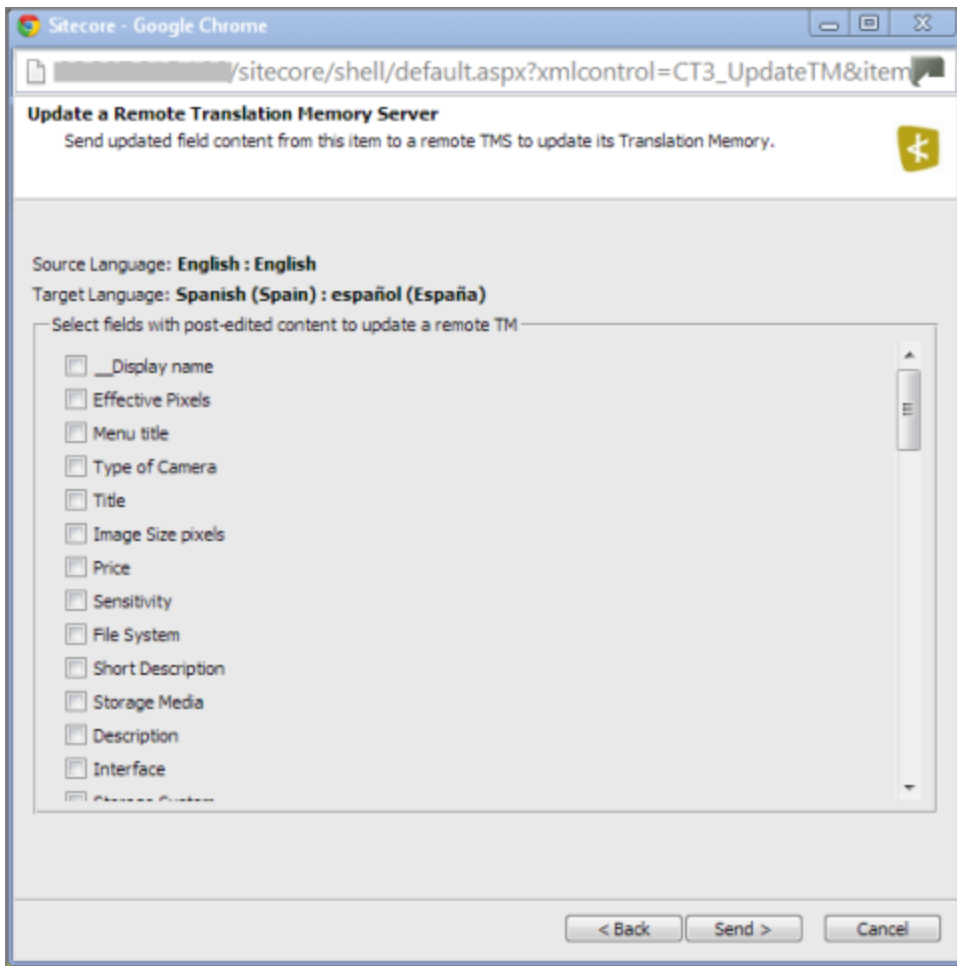 Sitecore - Google Chrome
/sitecore/shell/default.aspx?xmlcontrol=CT3_UpdateTM&item
Update a Remote Translation Memory Server
Send updated field content from this item to a remote TMS to update its Translation Memory.
Source Language: English : English
Target Language: Spanish (Spain) : español (España)
Select fields with post-edited content to update a remote TM
__Display name
Effective Pixels
Menu title
Type of Camera
Title
Image Size pixels
Price
Sensitivity
File System
Short Description
Storage Media
Description
Interface
Storage System
< Back Send > Cancel